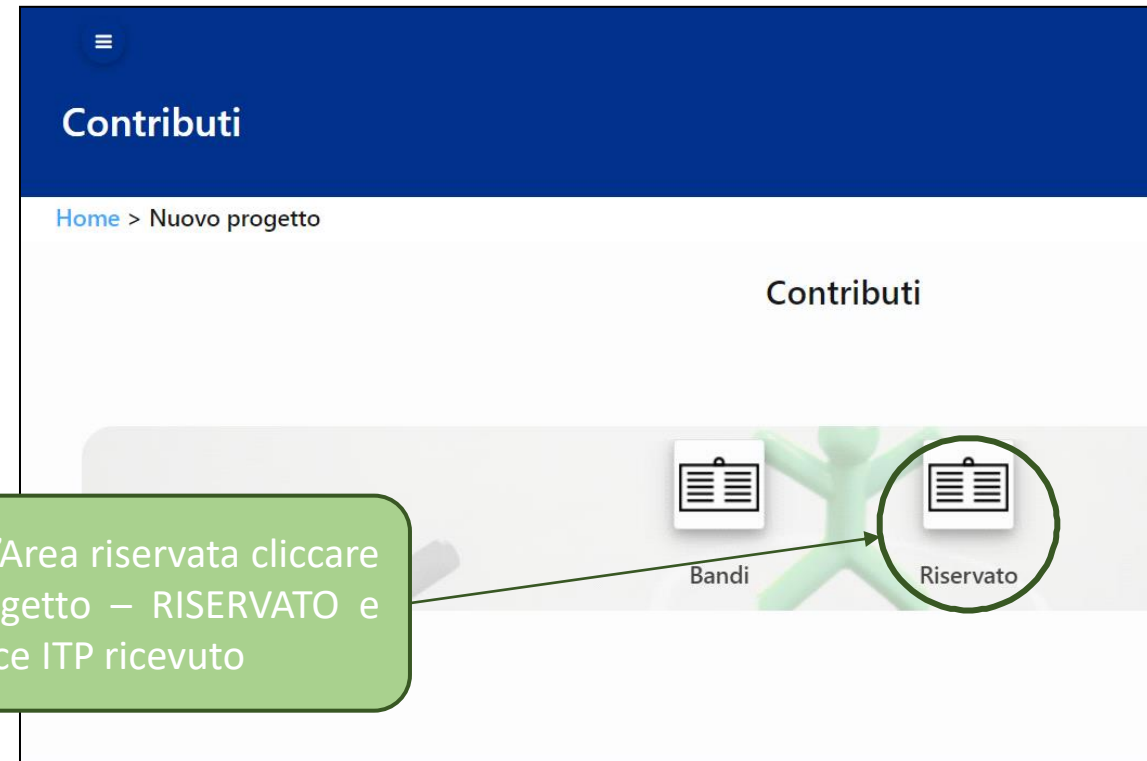 Contributi
Home > Nuovo progetto
Contributi
Bandi
Riservato
Area riservata cliccare
getto – RISERVATO e
ce ITP ricevuto